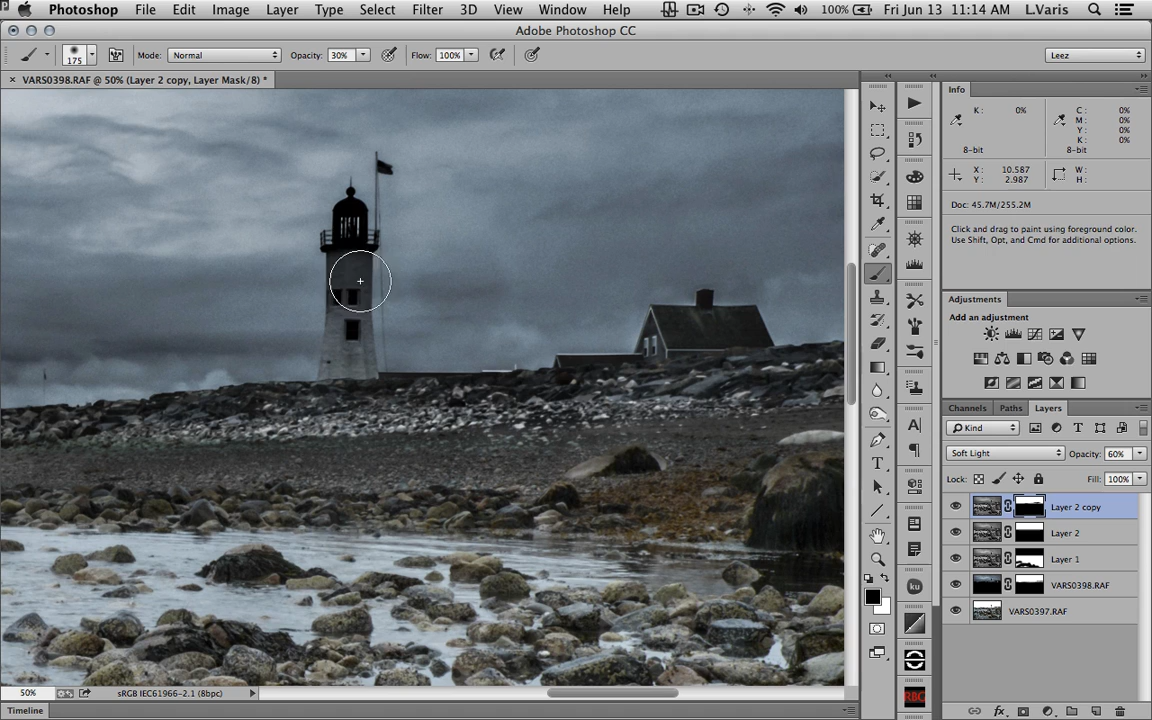 Photoshop File Edit Image Layer Type Select Filter 3D View Window Help 100% Fri Jun 13 11:14 AM L.Varis
Adobe Photoshop CC
175 Mode: Normal Opacity: 30% Flow: 100% Leez
× VARS0398.RAF @ 50% (Layer 2 copy, Layer Mask/8) *
Info
K: 0% C: 0%
M: 0%
Y: 0%
K: 0%
8-bit 8-bit
X: 10.587 W:
Y: 2.987 H:
Doc: 45.7M/255.2M
Click and drag to paint using foreground color.
Use Shift, Opt, and Cmd for additional options.
Adjustments
Add an adjustment
Channels Paths Layers
Kind
Soft Light Opacity: 60%
Lock: Fill: 100%
Layer 2 copy
Layer 2
Layer 1
VARS0398.RAF
VARS0397.RAF
ku
RBC
50% sRGB IEC61966-2.1 (8bpc)
Timeline
fx